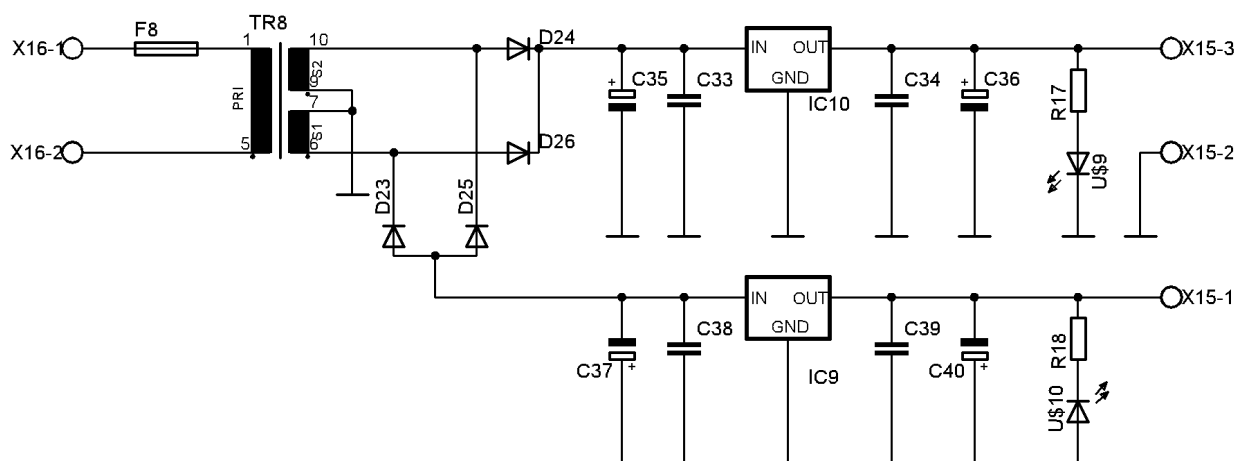 X16-1
F8
TR8
1
10
PRI
S2
9
7
S1
5
6
X16-2
D24
D26
D23
D25
+
C35
C33
IN OUT
GND
IC10
C34
+
C36
R17
U$9
X15-3
X15-2
C37
+
C38
IN OUT
GND
IC9
C39
C40
+
R18
U$10
X15-1